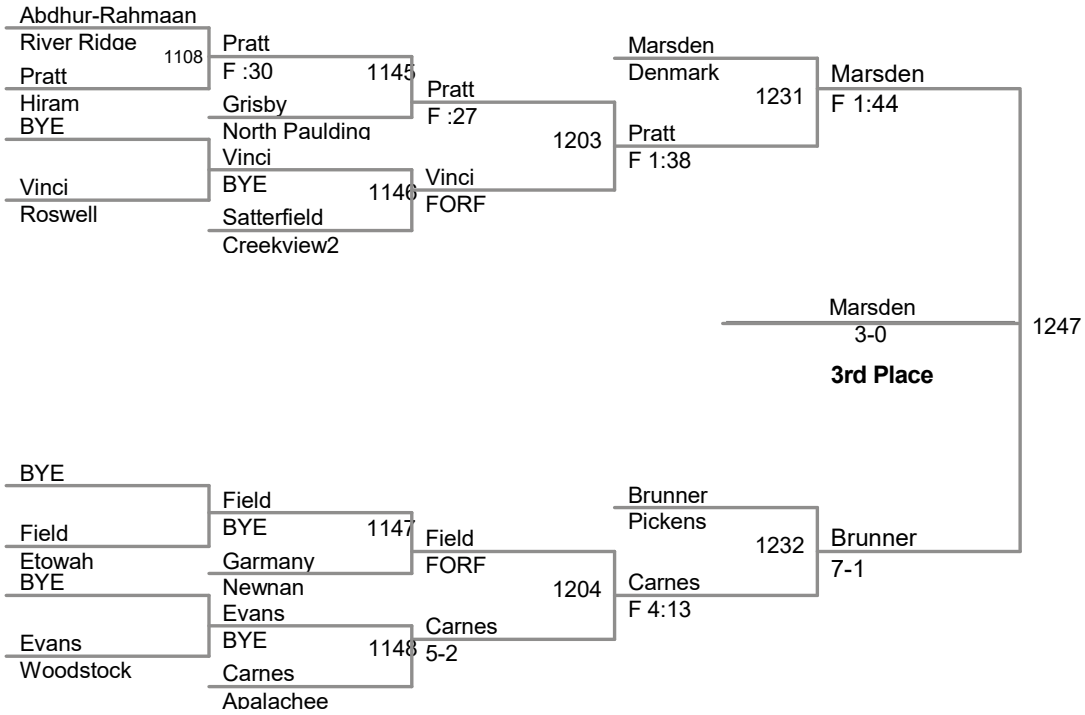 Abdhur-Rahmaan
River Ridge
1108
Pratt
Hiram
BYE
Vinci
Roswell
Pratt
F :30
1145
Grisby
North Paulding
Vinci
BYE
1146
Satterfield
Creekview2
Pratt
F :27
1203
Vinci
FORF
Marsden
Denmark
1231
Pratt
F 1:38
Marsden
F 1:44
Marsden
3-0
1247
3rd Place
BYE
Field
Etowah
BYE
Evans
Woodstock
Field
BYE
1147
Garmany
Newnan
Evans
BYE
1148
Carnes
Apalachee
Field
FORF
1204
Carnes
5-2
Brunner
Pickens
1232
Carnes
F 4:13
Brunner
7-1